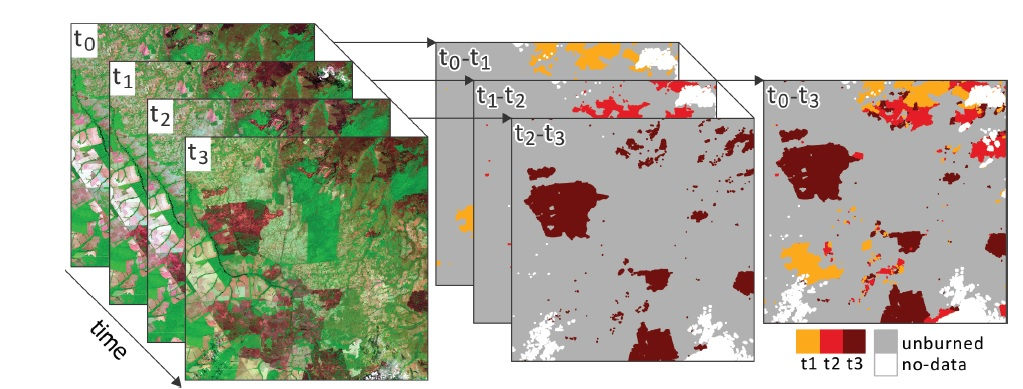 t0
t1
t2
t3
time
t0-t1
t1-t2
t2-t3
t0-t3
t1 t2 t3
unburned
no-data